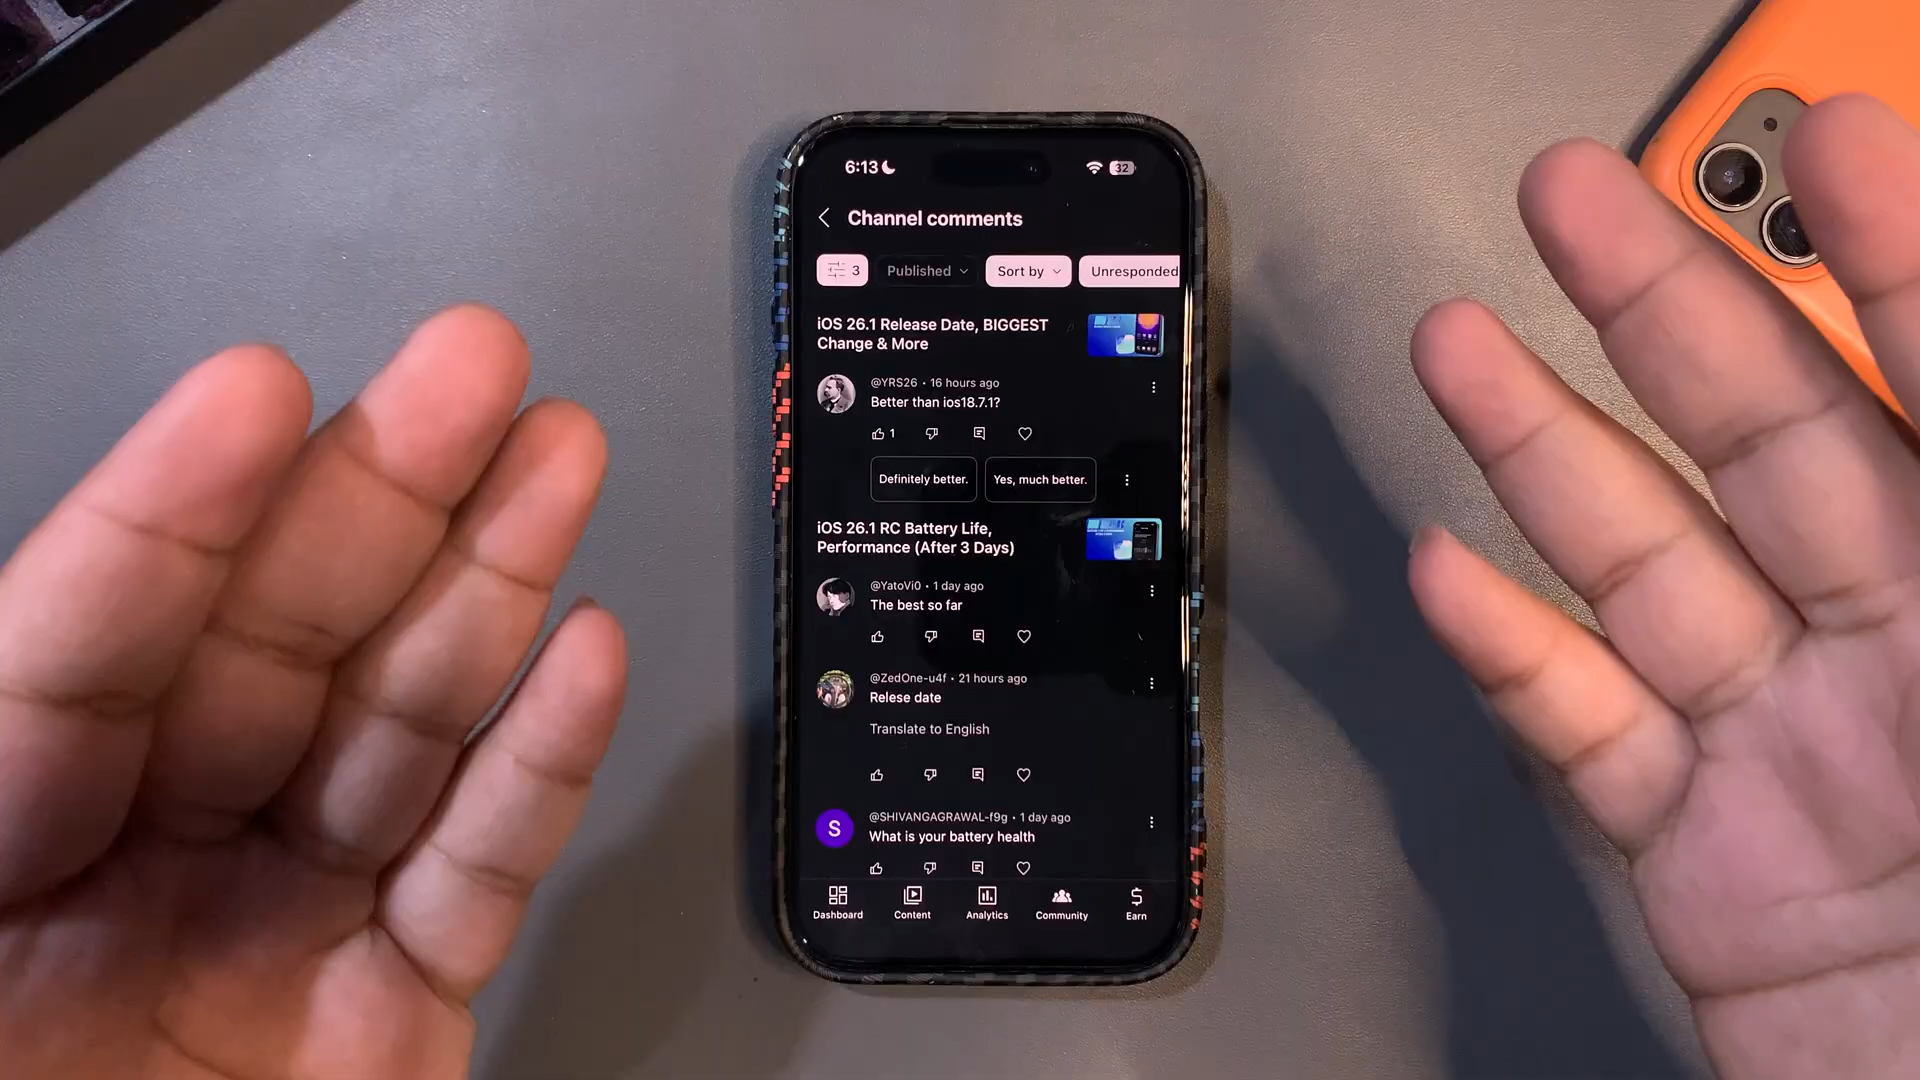 6:13
32
Channel comments
3
Published
Sort by
Unresponded
iOS 26.1 Release Date, BIGGEST
Change & More
@YRS26 • 16 hours ago
Better than ios18.7.1?
1
Definitely better.
Yes, much better.
iOS 26.1 RC Battery Life,
Performance (After 3 Days)
@YatoVi0 • 1 day ago
The best so far
@ZedOne-u4f • 21 hours ago
Relese date
Translate to English
S
@SHIVANGAGRAWAL-f9g • 1 day ago
What is your battery health
Dashboard
Content
Analytics
Community
Earn